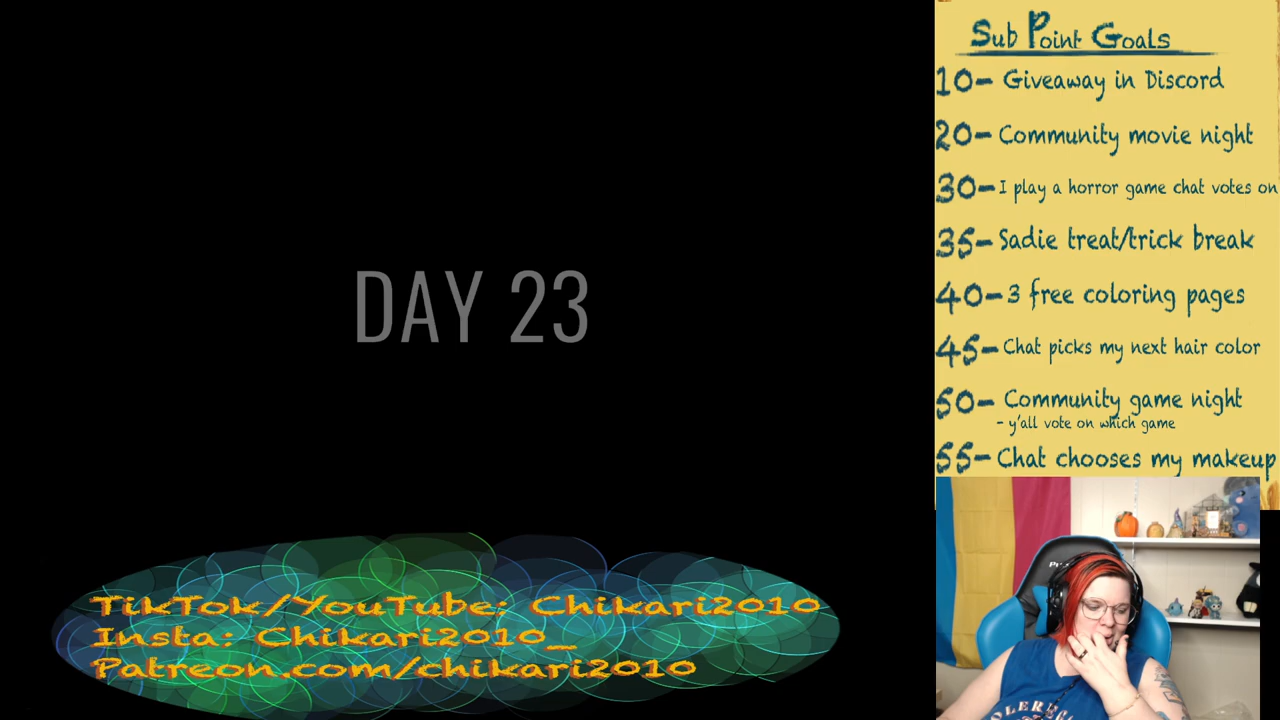 DAY 23
TikTok/YouTube: Chikari2010
Insta: Chikari2010_
Patreon.com/chikari2010
Sub Point Goals
10- Giveaway in Discord
20- Community movie night
30- I play a horror game chat votes on
35- Sadie treat/trick break
40- 3 free coloring pages
45- Chat picks my next hair color
50- Community game night
- y'all vote on which game
55- Chat chooses my makeup